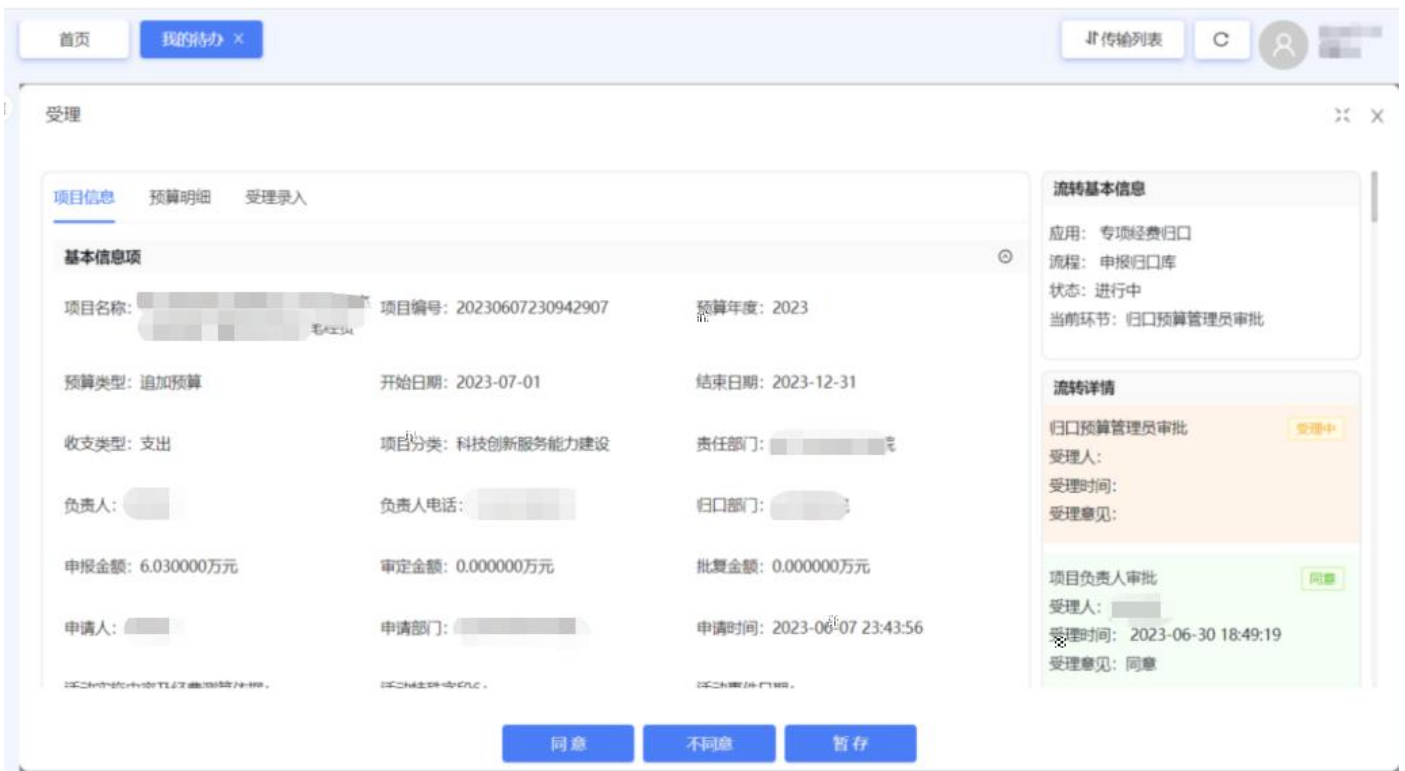 首页
我的待办 ×
传输列表
受理
项目信息 预算明细 受理录入
基本信息项
项目名称: 项目编号: 20230607230942907 预算年度: 2023
预算类型: 追加预算 开始日期: 2023-07-01 结束日期: 2023-12-31
收支类型: 支出 项目分类: 科技创新服务能力建设 责任部门:
负责人: 负责人电话: 归口部门:
申报金额: 6.030000万元 审定金额: 0.000000万元 批复金额: 0.000000万元
申请人: 申请部门: 申请时间: 2023-06-07 23:43:56
流转基本信息
应用: 专项经费归口
流程: 申报归口库
状态: 进行中
当前环节: 归口预算管理员审批
流转详情
归口预算管理员审批 受理中
受理人:
受理时间:
受理意见:
项目负责人审批 同意
受理人:
受理时间: 2023-06-30 18:49:19
受理意见: 同意
同意 不同意 暂存